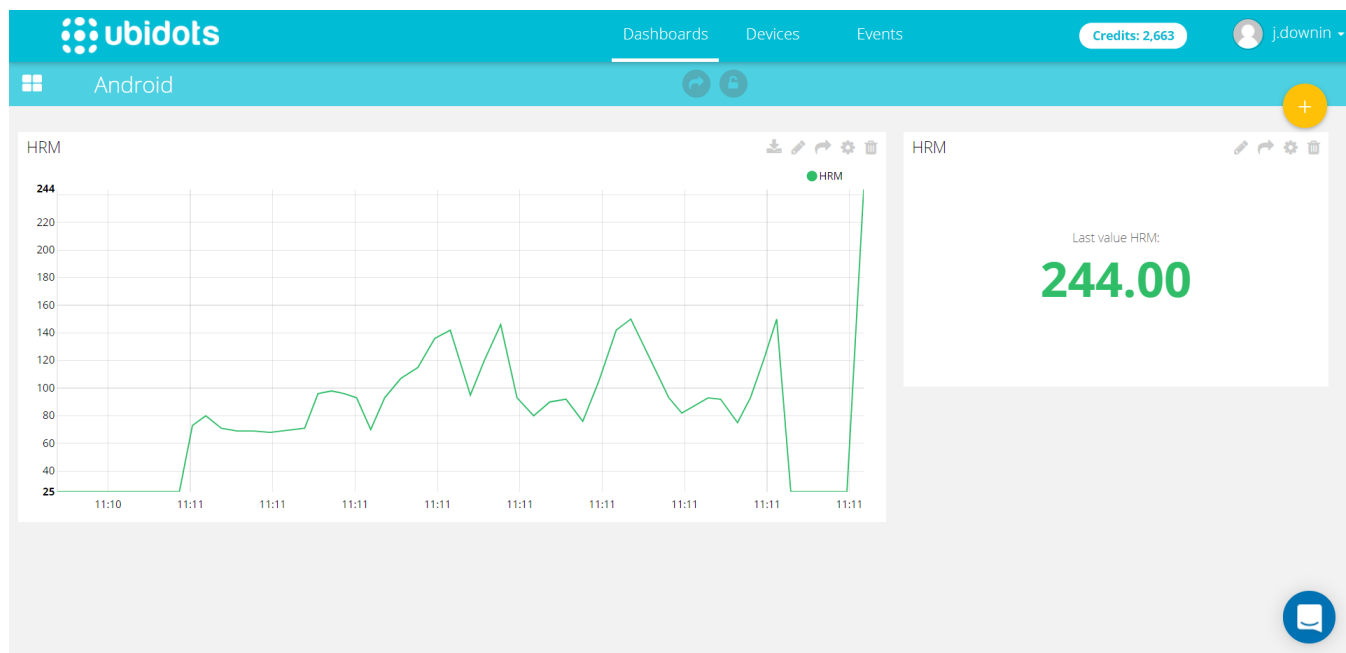 ubidots
Dashboards Devices Events
Credits: 2,663
j.downin
Android
HRM
HRM
244
220
200
180
160
140
120
100
80
60
40
25
11:10 11:11 11:11 11:11 11:11 11:11 11:11 11:11 11:11 11:11
HRM
Last value HRM:
244.00